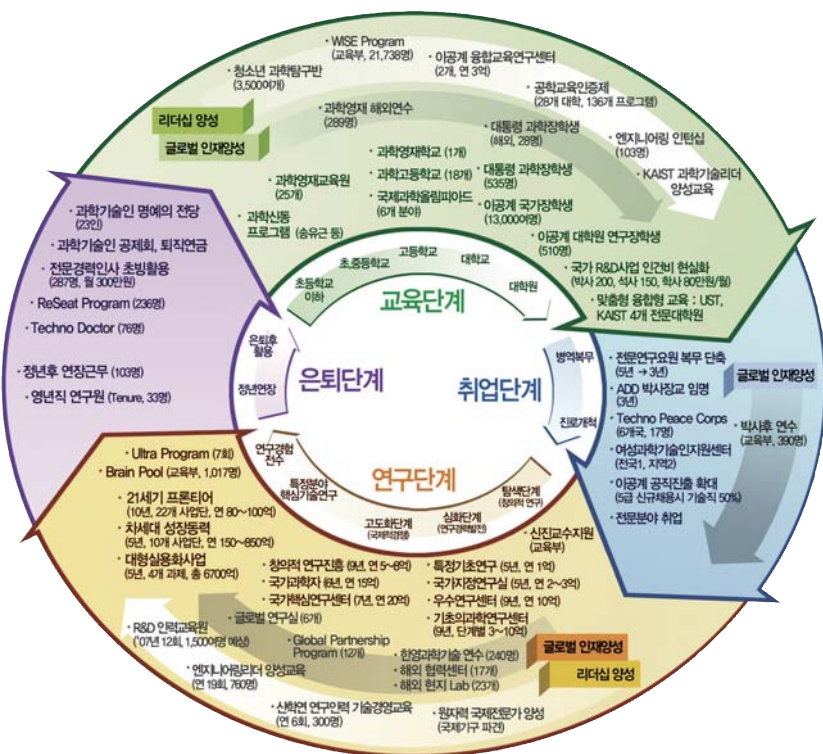 · WISE Program
(교육부, 21,738명)
· 청소년 과학탐구반
(3,500여개)
· 이공계 융합교육연구센터
(2개, 연 3억)
· 공학교육인증제
(28개 대학, 136개 프로그램)
리더십 양성
글로벌 인재양성
· 과학영재 해외연수
(289명)
· 대통령 과학장학생
(해외, 28명)
· 엔지니어링 인턴십
(103명)
· KAIST 과학기술리더
양성교육
· 과학영재학교 (1개)
· 과학고등학교 (18개)
· 국제과학올림피아드
(6개 분야)
· 과학영재교육원
(25개)
· 과학신동
프로그램 (송유근 등)
· 대통령 과학장학생
(535명)
· 이공계 국가장학생
(13,000여명)
· 이공계 대학원 연구장학생
(510명)
· 국가 R&D사업 인건비 현실화
(박사 200, 석사 150, 학사 80만원/월)
· 맞춤형 융합형 교육 : UST,
KAIST 4개 전문대학원
초등학교
이하
초,중등학교
고등학교
대학교
대학원
교육단계
· 과학기술인 명예의 전당
(23인)
· 과학기술인 공제회, 퇴직연금
· 전문경력인사 초빙활용
(287명, 월 300만원)
· ReSeat Program (236명)
· Techno Doctor (76명)
· 정년후 연장근무 (103명)
· 영년직 연구원 (Tenure, 33명)
은퇴후
활용
정년연장
은퇴단계
취업단계
병역복무
진로개척
· 전문연구요원 복무 단축
(5년 → 3년)
· ADD 박사장교 임명
(3년)
· Techno Peace Corps
(6개국, 17명)
· 여성과학기술인지원센터
(전국1, 지역2)
· 이공계 공직진출 확대
(5급 신규채용시 기술직 50%)
· 전문분야 취업
글로벌 인재양성
· 박사후 연수
(교육부, 390명)
연구단계
연구경험
전수
특정분야
핵심기술연구
고도화단계
(국제적경쟁)
심화단계
(연구경력발전)
탐색단계
(창의적 연구)
· Ultra Program (7회)
· Brain Pool (교육부, 1,017명)
· 21세기 프론티어
(10년, 22개 사업단, 연 80~100억)
· 차세대 성장동력
(5년, 10개 사업단, 연 150~850억)
· 대형실용화사업
(5년, 4개 과제, 총 6700억)
· 신진교수지원
(교육부)
· 창의적 연구진흥 (9년, 연 5~8억)
· 국가과학자 (6년, 연 15억)
· 국가핵심연구센터 (7년, 연 20억)
· 특정기초연구 (5년, 연 1억)
· 국가지정연구실 (5년, 연 2~3억)
· 우수연구센터 (9년, 연 10억)
· 기초의과학연구센터
(9년, 단계별 3~10억)
· 글로벌 연구실 (6개)
· R&D 인력교육원
('07년 12회, 1,500여명 예상)
· Global Partnership
Program (12개)
· 한영과학기술 연수 (240명)
· 해외 협력센터 (17개)
· 해외 현지 Lab (23개)
글로벌 인재양성
리더십 양성
· 엔지니어링리더 양성교육
(연 19회, 760명)
· 산학연 연구인력 기술경영교육
(연 6회, 300명)
· 원자력 국제전문가 양성
(국제기구 파견)